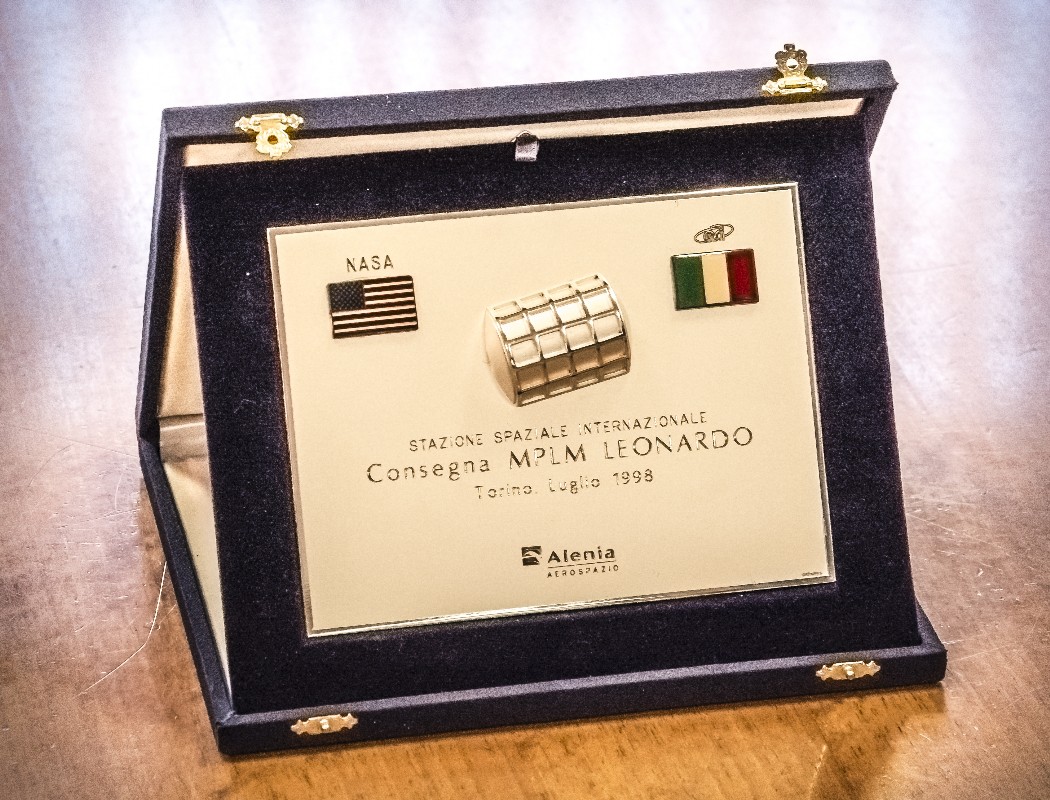 NASA
STAZIONE SPAZIALE INTERNAZIONALE
Consegna MPLM LEONARDO
Torino, Luglio 1998
Alenia
AEROSPAZIO